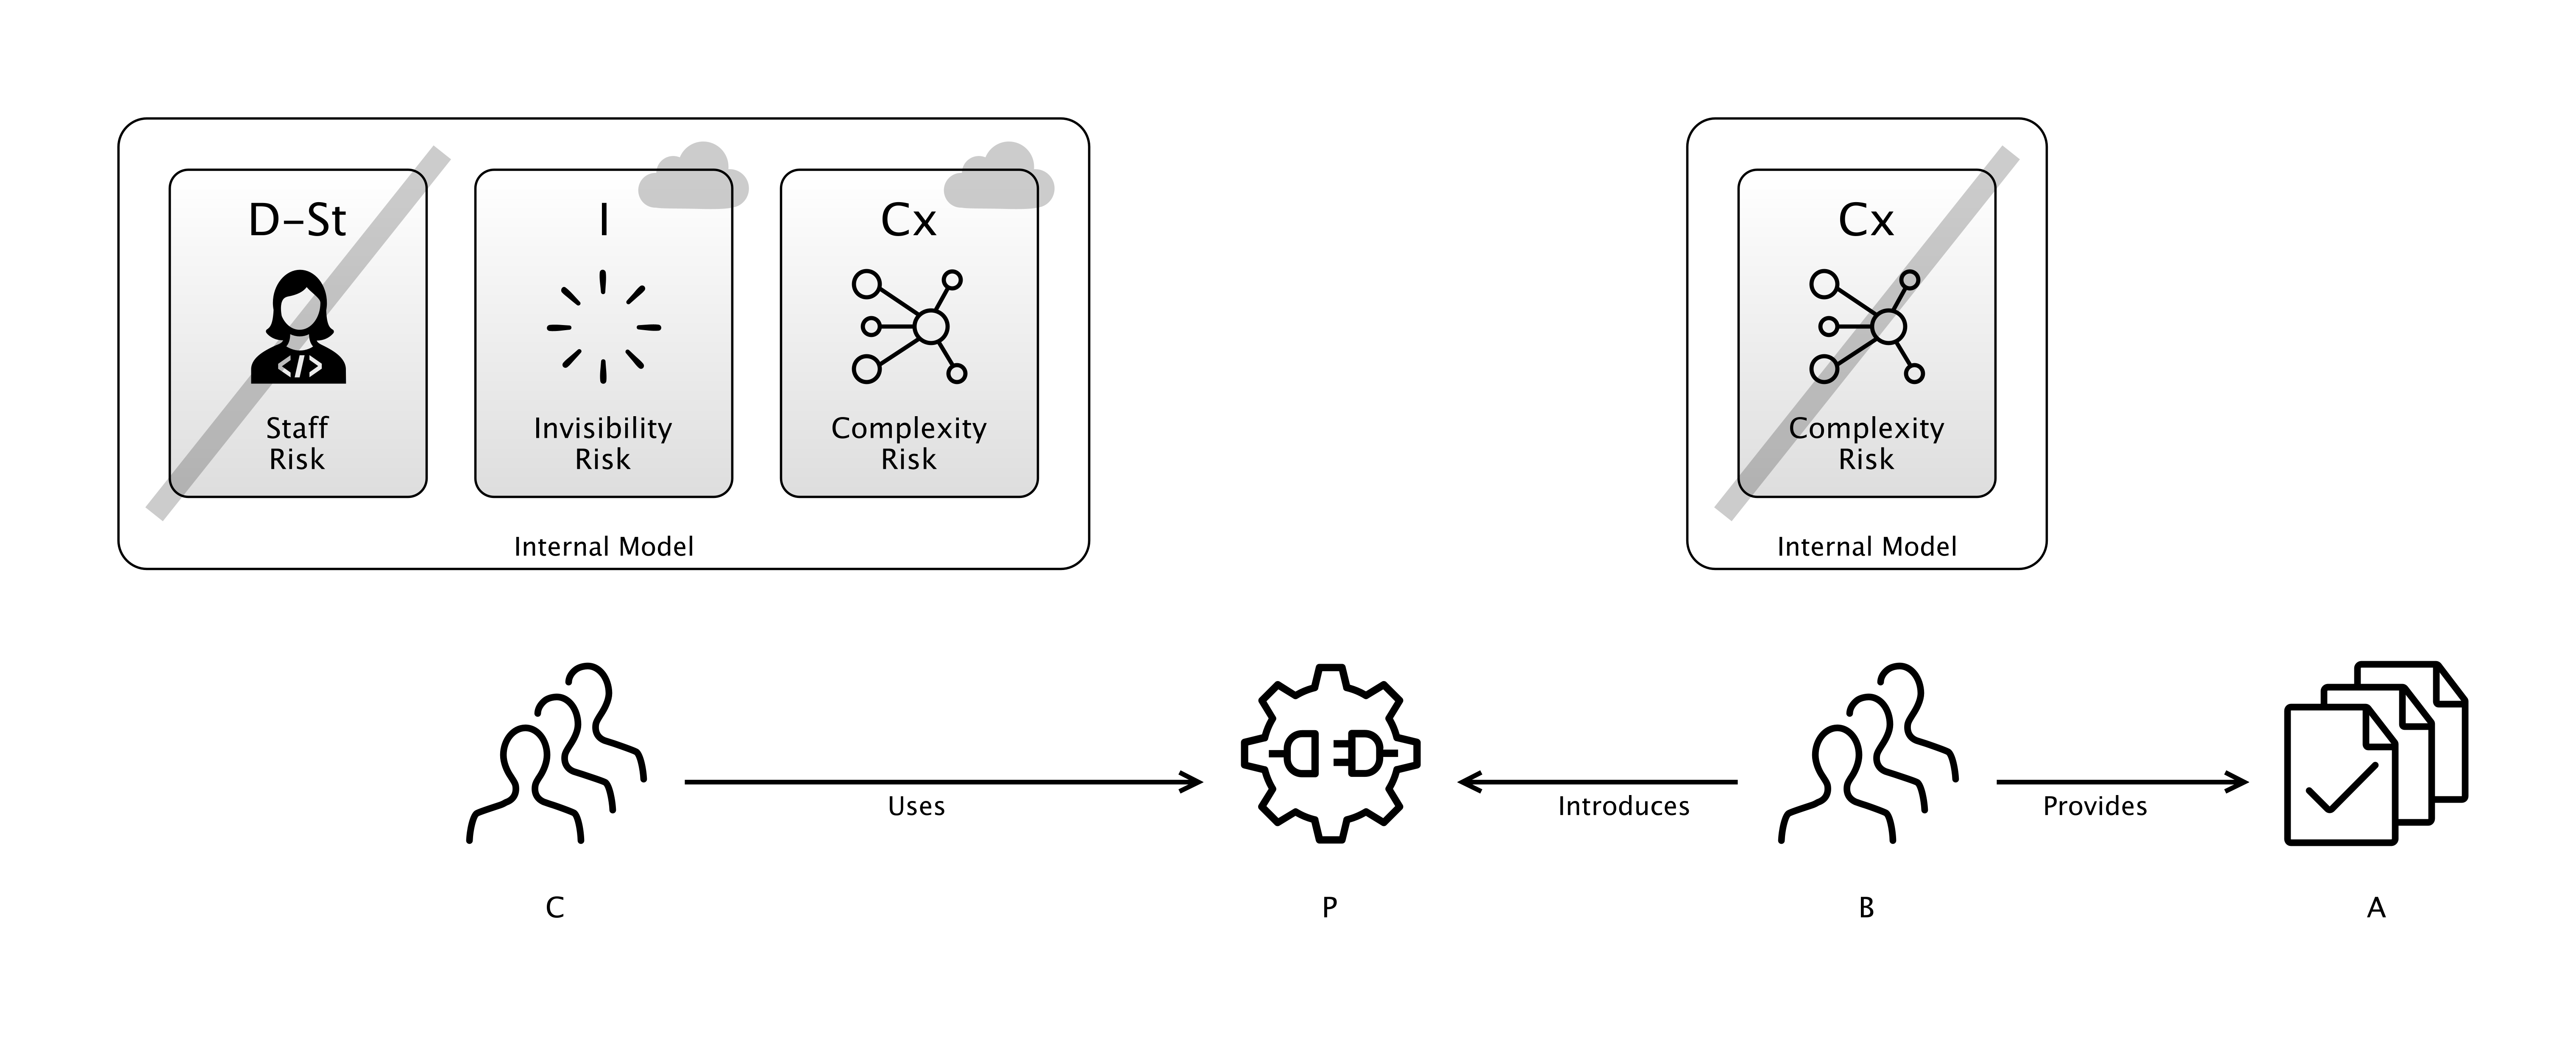 D-St
I
Cx
Cx
</>
Staff
Risk
Invisibility
Risk
Complexity
Risk
Complexity
Risk
Internal Model
Internal Model
Uses
Introduces
Provides
C
P
B
A